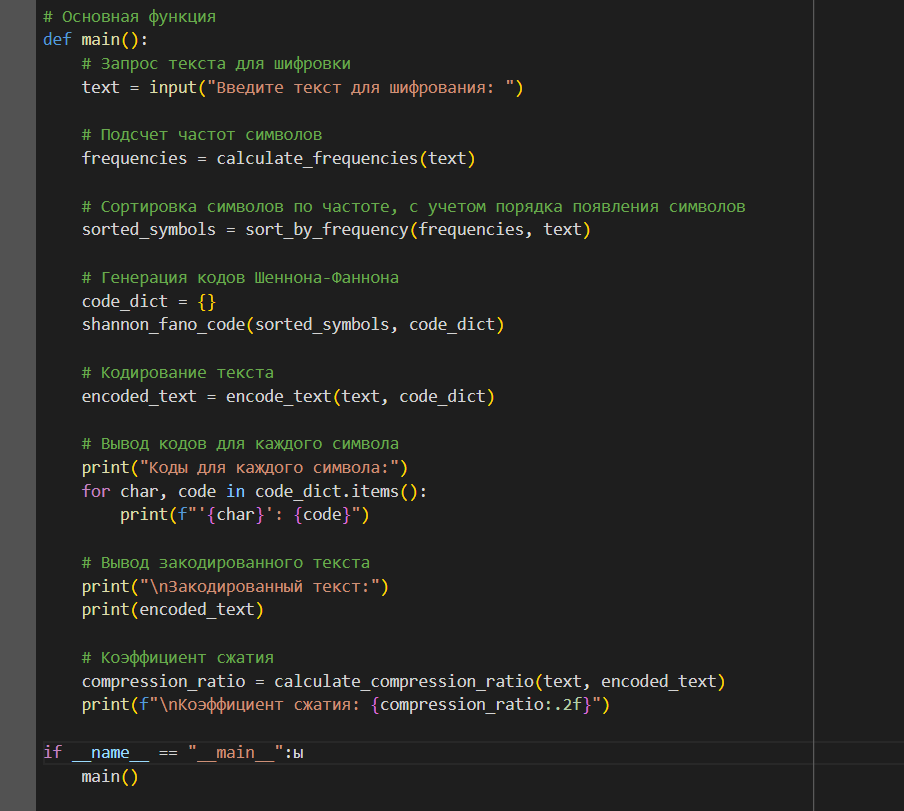 # Основная функция
def main():
    # Запрос текста для шифровки
    text = input("Введите текст для шифрования: ")
    # Подсчет частот символов
    frequencies = calculate_frequencies(text)
    # Сортировка символов по частоте, с учетом порядка появления символов
    sorted_symbols = sort_by_frequency(frequencies, text)
    # Генерация кодов Шеннона-Фаннона
    code_dict = {}
    shannon_fano_code(sorted_symbols, code_dict)
    # Кодирование текста
    encoded_text = encode_text(text, code_dict)
    # Вывод кодов для каждого символа
    print("Коды для каждого символа:")
    for char, code in code_dict.items():
        print(f"'{char}': {code}")
    # Вывод закодированного текста
    print("\nЗакодированный текст:")
    print(encoded_text)
    # Коэффициент сжатия
    compression_ratio = calculate_compression_ratio(text, encoded_text)
    print(f"\nКоэффициент сжатия: {compression_ratio:.2f}")
if __name__ == "__main__":ы
    main()